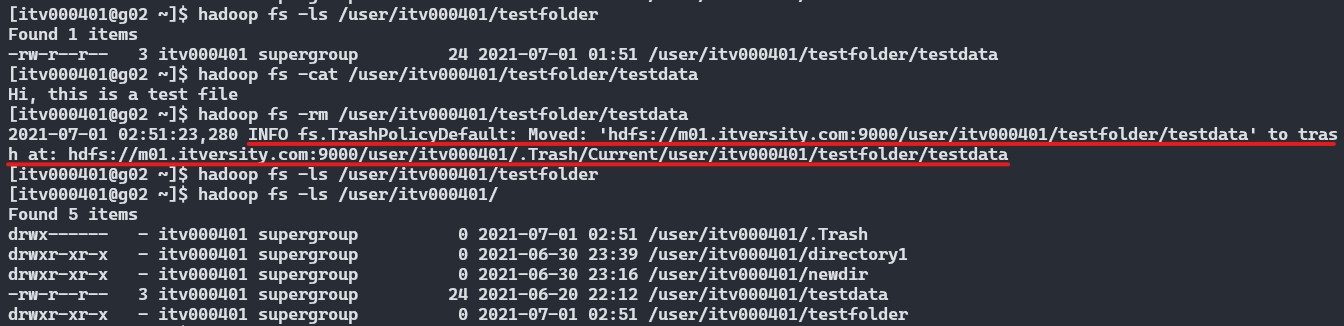 [itv000401@g02 ~]$ hadoop fs -ls /user/itv000401/testfolder
Found 1 items
-rw-r--r--   3 itv000401 supergroup         24 2021-07-01 01:51 /user/itv000401/testfolder/testdata
[itv000401@g02 ~]$ hadoop fs -cat /user/itv000401/testfolder/testdata
Hi, this is a test file
[itv000401@g02 ~]$ hadoop fs -rm /user/itv000401/testfolder/testdata
2021-07-01 02:51:23,280 INFO fs.TrashPolicyDefault: Moved: 'hdfs://m01.itversity.com:9000/user/itv000401/testfolder/testdata' to tras
h at: hdfs://m01.itversity.com:9000/user/itv000401/.Trash/Current/user/itv000401/testfolder/testdata
[itv000401@g02 ~]$ hadoop fs -ls /user/itv000401/testfolder
[itv000401@g02 ~]$ hadoop fs -ls /user/itv000401/
Found 5 items
drwx------   - itv000401 supergroup          0 2021-07-01 02:51 /user/itv000401/.Trash
drwxr-xr-x   - itv000401 supergroup          0 2021-06-30 23:39 /user/itv000401/directory1
drwxr-xr-x   - itv000401 supergroup          0 2021-06-30 23:16 /user/itv000401/newdir
-rw-r--r--   3 itv000401 supergroup         24 2021-06-20 22:12 /user/itv000401/testdata
drwxr-xr-x   - itv000401 supergroup          0 2021-07-01 02:51 /user/itv000401/testfolder